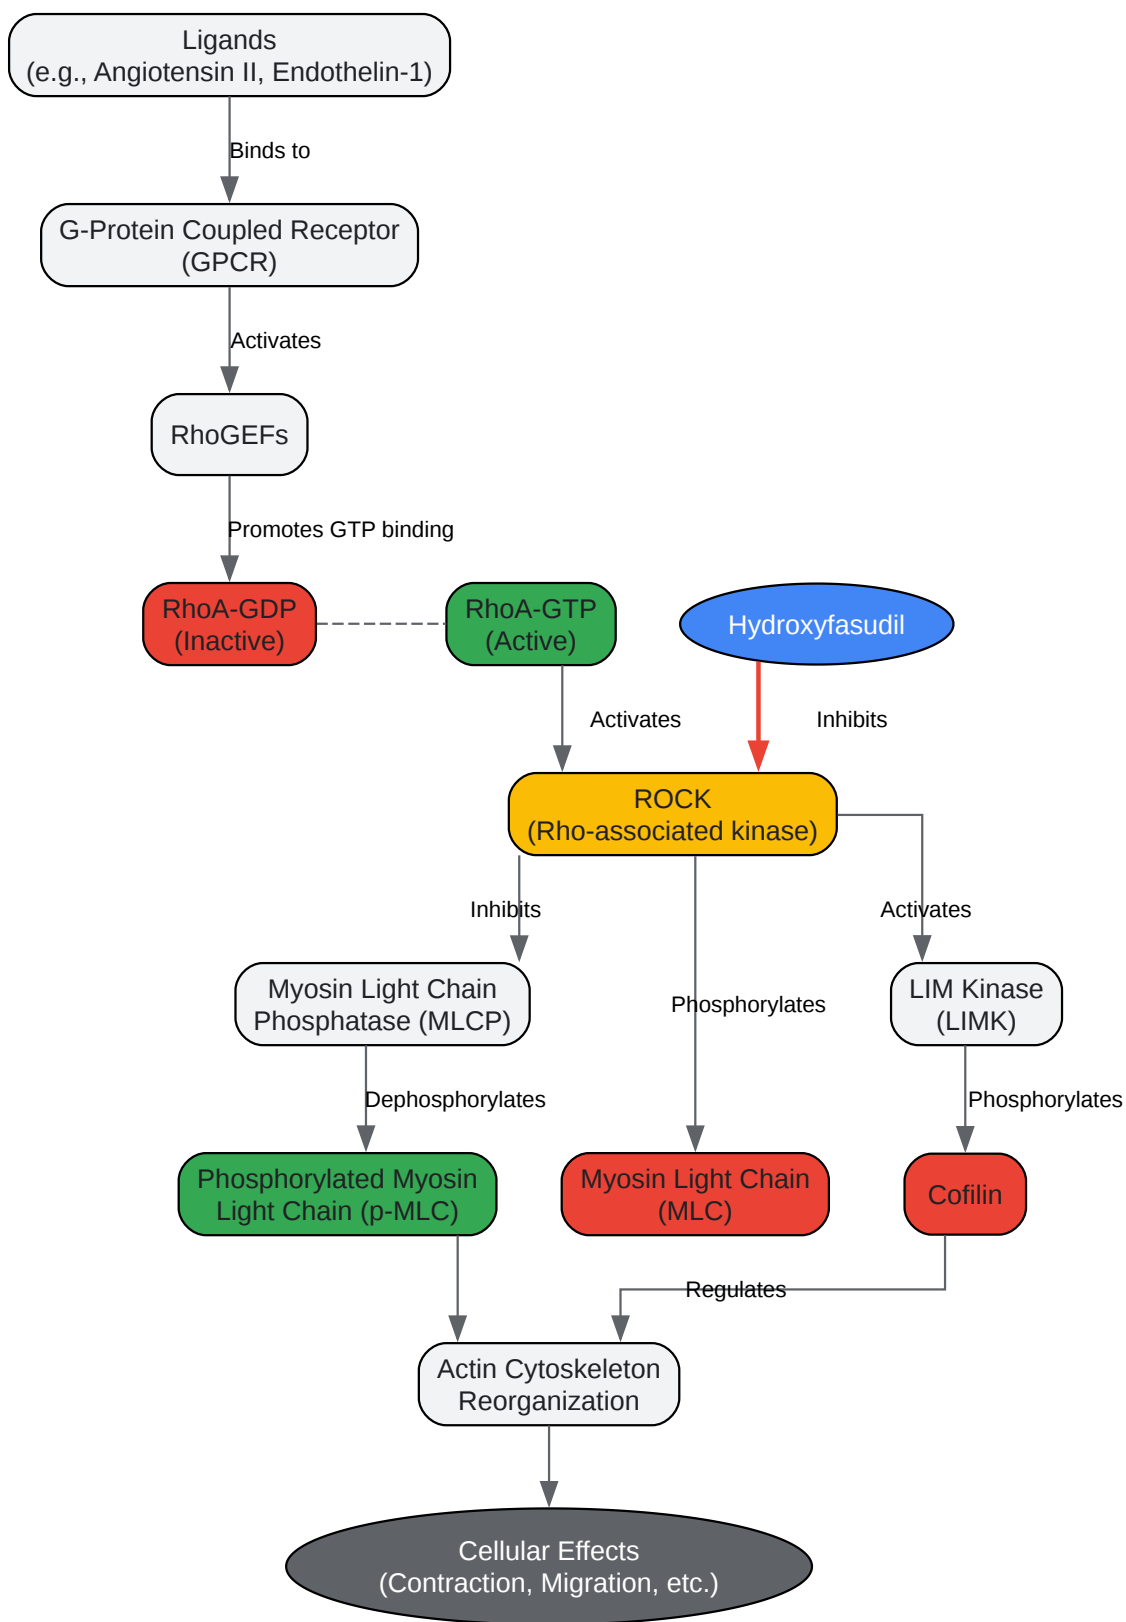 Ligands
(e.g., Angiotensin II, Endothelin-1)
Binds to
G-Protein Coupled Receptor
(GPCR)
Activates
RhoGEFs
Promotes GTP binding
RhoA-GDP
(Inactive)
RhoA-GTP
(Active)
Hydroxyfasudil
Activates
Inhibits
ROCK
(Rho-associated kinase)
Inhibits
Activates
Myosin Light Chain
Phosphatase (MLCP)
Phosphorylates
LIM Kinase
(LIMK)
Dephosphorylates
Phosphorylates
Phosphorylated Myosin
Light Chain (p-MLC)
Myosin Light Chain
(MLC)
Cofilin
Regulates
Actin Cytoskeleton
Reorganization
Cellular Effects
(Contraction, Migration, etc.)